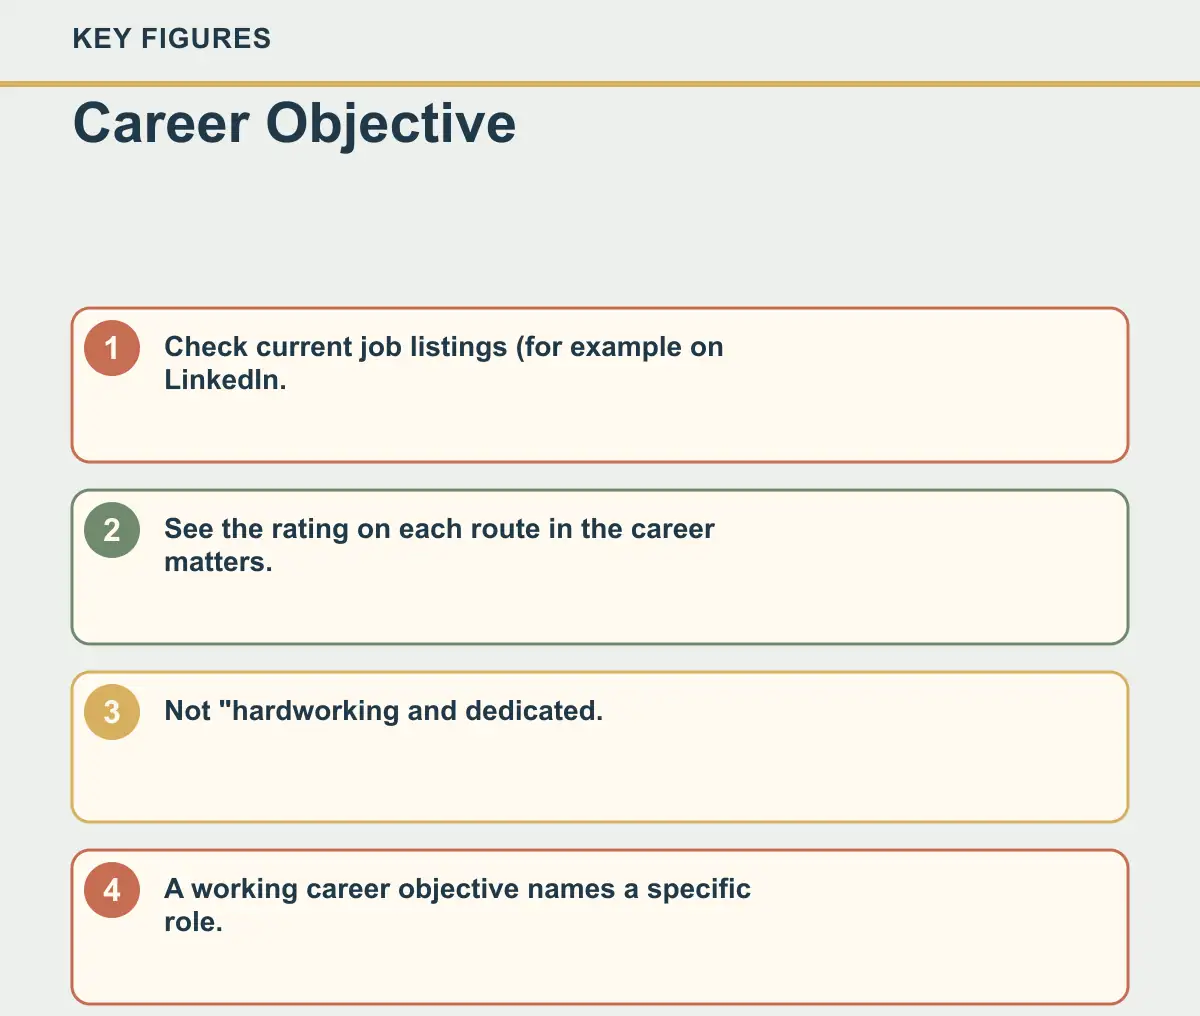 KEY FIGURES
Career Objective
1
Check current job listings (for example on
LinkedIn.
2
See the rating on each route in the career
matters.
3
Not "hardworking and dedicated.
4
A working career objective names a specific
role.